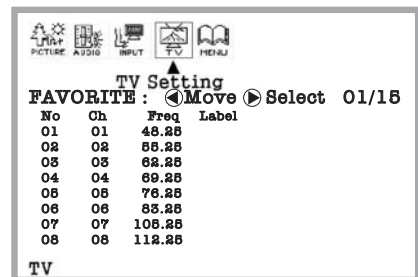 PICTURE AUDIO INPUT TV MENU
TV Setting
FAVORITE : Move Select 01/15
No Ch Freq Label
01 01 48.25
02 02 55.25
03 03 62.25
04 04 69.25
05 05 76.25
06 06 83.25
07 07 105.25
08 08 112.25
TV